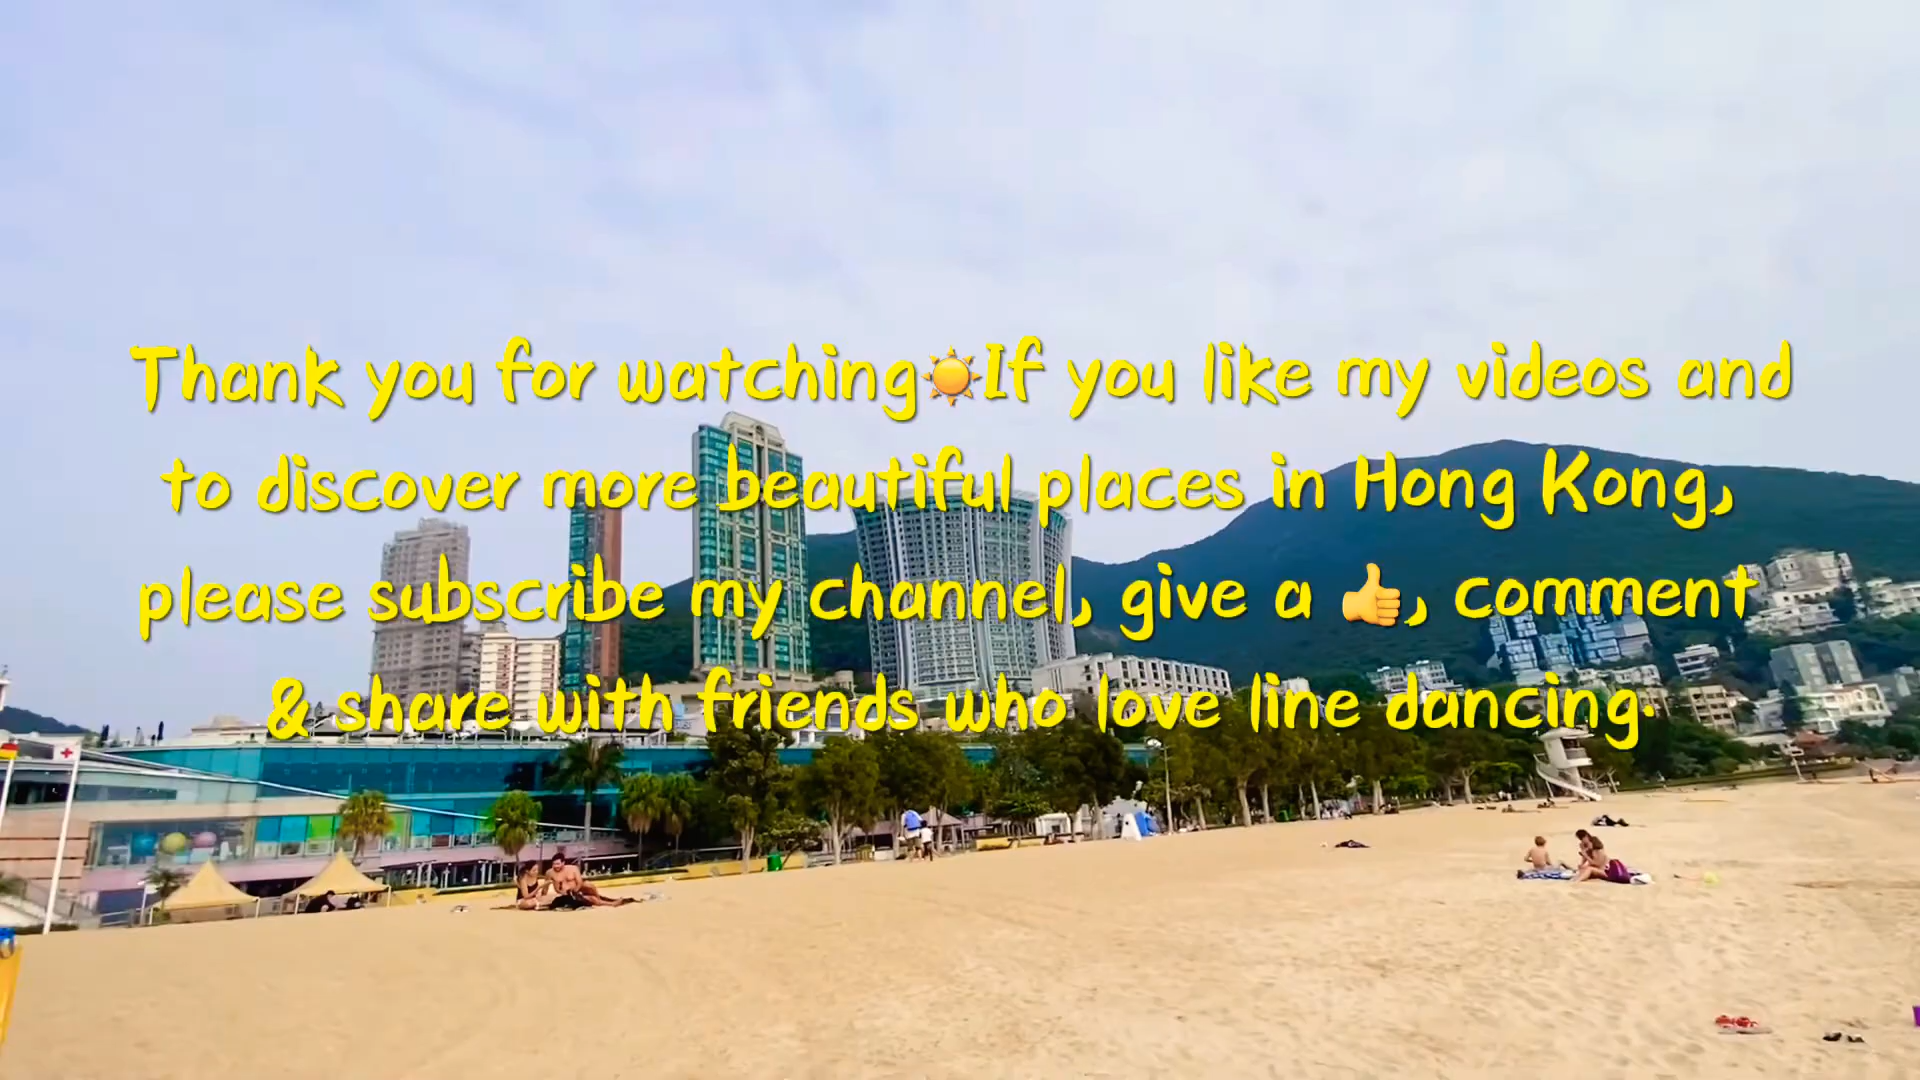 Thank you for watching☀️If you like my videos and
to discover more beautiful places in Hong Kong,
please subscribe my channel, give a 👍, comment
& share with friends who love line dancing.